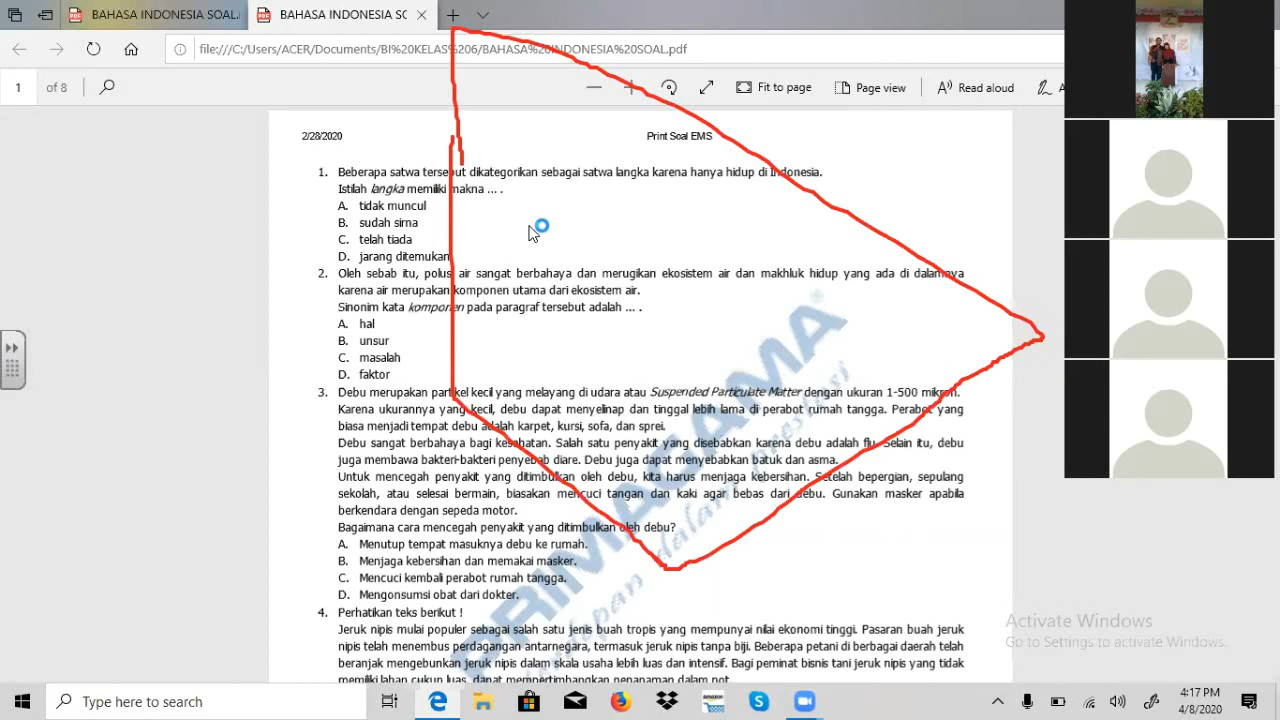 BAHASA INDONESIA SOAL.
BAHASA INDONESIA SO
file:///C:/Users/ACER/Documents/BI%20KELAS%206/BAHASA%20INDONESIA%20SOAL.pdf
1 of 8
Fit to page
Page view
Read aloud
2/28/2020 Print Soal EMS
1. Beberapa satwa tersebut dikategorikan sebagai satwa langka karena hanya hidup di Indonesia.
Istilah langka memiliki makna ... .
A. tidak muncul
B. sudah sirna
C. telah tiada
D. jarang ditemukan
2. Oleh sebab itu, polusi air sangat berbahaya dan merugikan ekosistem air dan makhluk hidup yang ada di dalamnya
karena air merupakan komponen utama dari ekosistem air.
Sinonim kata komponen pada paragraf tersebut adalah ... .
A. hal
B. unsur
C. masalah
D. faktor
3. Debu merupakan partikel kecil yang melayang di udara atau Suspended Particulate Matter dengan ukuran 1-500 mikron.
Karena ukurannya yang kecil, debu dapat menyelinap dan tinggal lebih lama di perabot rumah tangga. Perabot yang
biasa menjadi tempat debu adalah karpet, kursi, sofa, dan sprei.
Debu sangat berbahaya bagi kesehatan. Salah satu penyakit yang disebabkan karena debu adalah flu. Selain itu, debu
juga membawa bakteri-bakteri penyebab diare. Debu juga dapat menyebabkan batuk dan asma.
Untuk mencegah penyakit yang ditimbulkan oleh debu, kita harus menjaga kebersihan. Setelah bepergian, sepulang
sekolah, atau selesai bermain, biasakan mencuci tangan dan kaki agar bebas dari debu. Gunakan masker apabila
berkendara dengan sepeda motor.
Bagaimana cara mencegah penyakit yang ditimbulkan oleh debu?
A. Menutup tempat masuknya debu ke rumah.
B. Menjaga kebersihan dan memakai masker.
C. Mencuci kembali perabot rumah tangga.
D. Mengonsumsi obat dari dokter.
4. Perhatikan teks berikut !
Jeruk nipis mulai populer sebagai salah satu jenis buah tropis yang mempunyai nilai ekonomi tinggi. Pasaran buah jeruk
nipis telah menembus perdagangan antarnegara, termasuk jeruk nipis tanpa biji. Beberapa petani di berbagai daerah telah
beranjak mengebunkan jeruk nipis dalam skala usaha lebih luas dan intensif. Bagi peminat bisnis tani jeruk nipis yang tidak
memiliki lahan cukup luas, dapat mempertimbangkan penanaman dalam pot.
PRIMAGAMA
terdepan dalam prestasi
Activate Windows
Go to Settings to activate Windows.
Type here to search
4:17 PM
4/8/2020